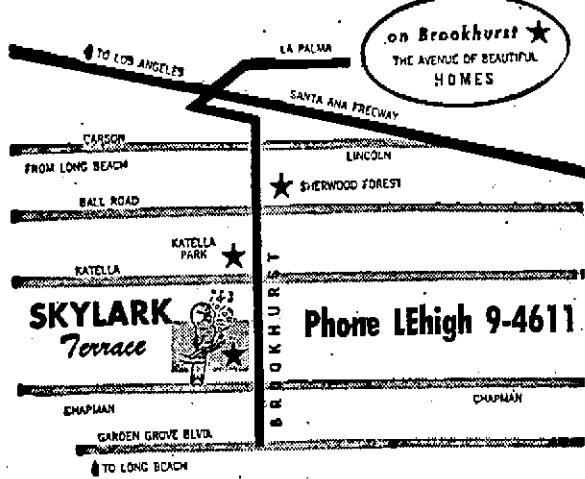 on Brookhurst
THE AVENUE OF BEAUTIFUL
HOMES
LA PALMA
TO LOS ANGELES
SANTA ANA FREEWAY
CARSON
LINCOLN
FROM LONG BEACH
SHERWOOD FOREST
BALL ROAD
KATELLA
PARK
KATELLA
BROOKHURST
SKYLARK
Terrace
Phone LEhigh 9-4611
CHAPMAN
CHAPMAN
GARDEN GROVE BLVD.
TO LONG BEACH